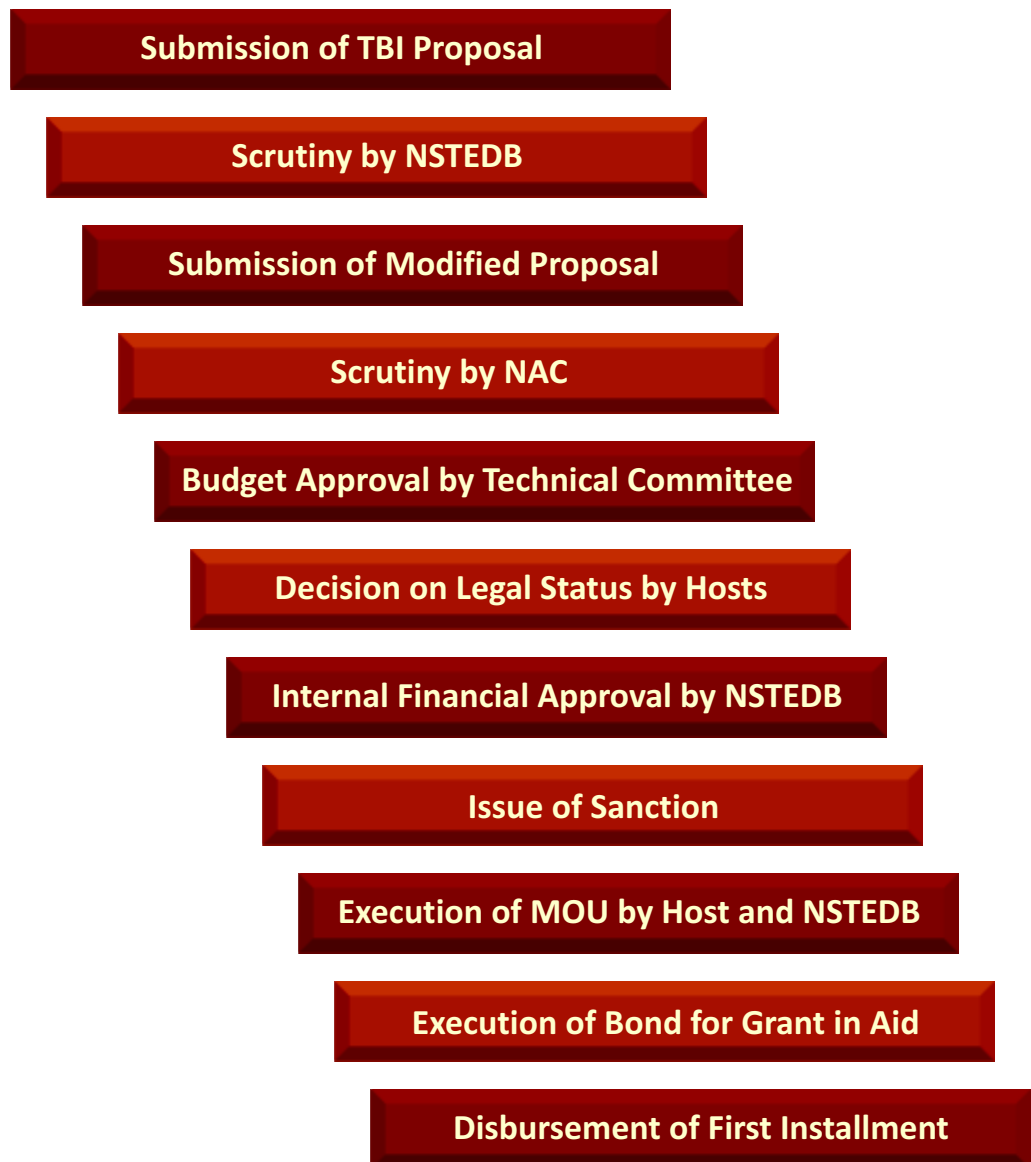 Submission of TBI Proposal
Scrutiny by NSTEDB
Submission of Modified Proposal
Scrutiny by NAC
Budget Approval by Technical Committee
Decision on Legal Status by Hosts
Internal Financial Approval by NSTEDB
Issue of Sanction
Execution of MOU by Host and NSTEDB
Execution of Bond for Grant in Aid
Disbursement of First Installment